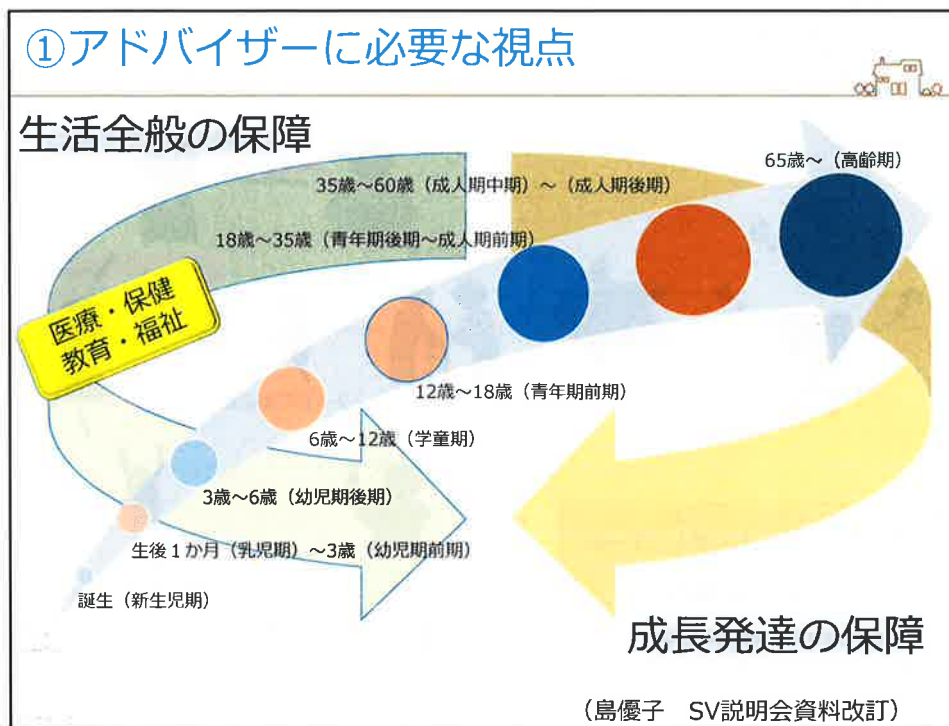 ①アドバイザーに必要な視点
生活全般の保障
65歳～（高齢期）
35歳～60歳（成人期中期）～（成人期後期）
18歳～35歳（青年期後期～成人期前期）
医療・保健
教育・福祉
12歳～18歳（青年期前期）
6歳～12歳（学童期）
3歳～6歳（幼児期後期）
生後１か月（乳児期）～3歳（幼児期前期）
誕生（新生児期）
成長発達の保障
（島優子　SV説明会資料改訂）